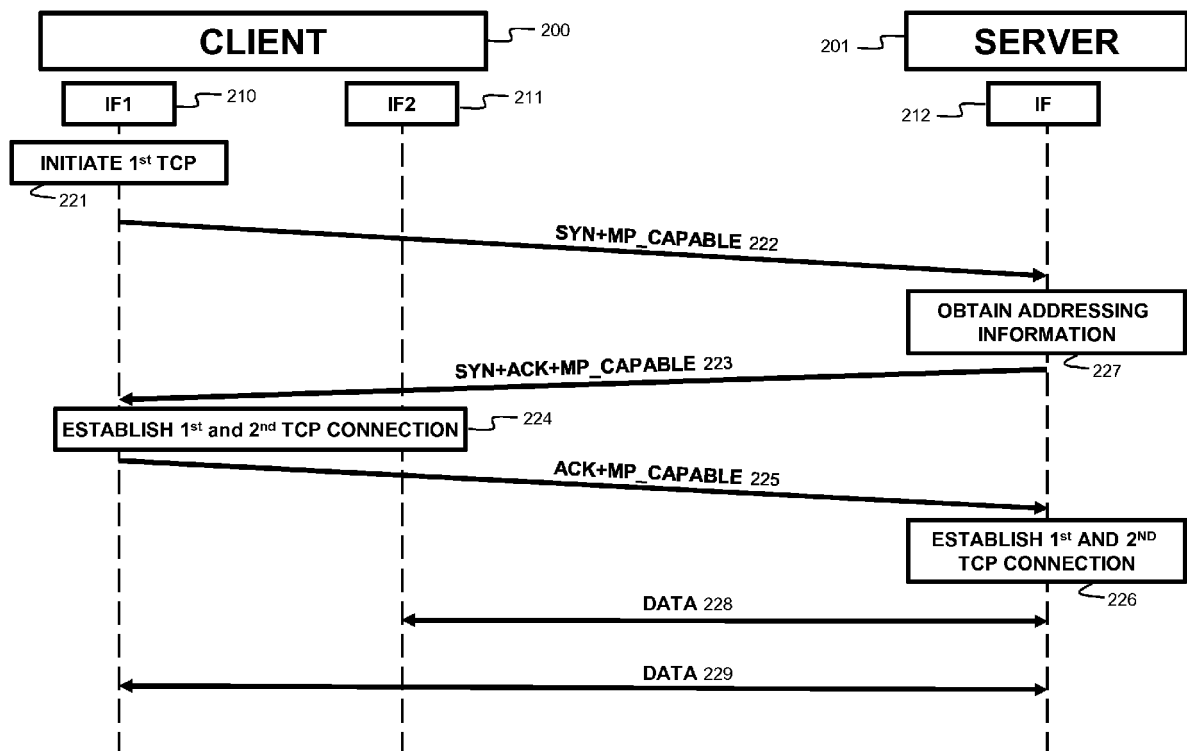 CLIENT
200
201
SERVER
IF1
210
IF2
211
212
IF
INITIATE 1st TCP
221
SYN+MP_CAPABLE 222
OBTAIN ADDRESSING
INFORMATION
227
SYN+ACK+MP_CAPABLE 223
ESTABLISH 1st and 2nd TCP CONNECTION
224
ACK+MP_CAPABLE 225
ESTABLISH 1st AND 2ND
TCP CONNECTION
226
DATA 228
DATA 229